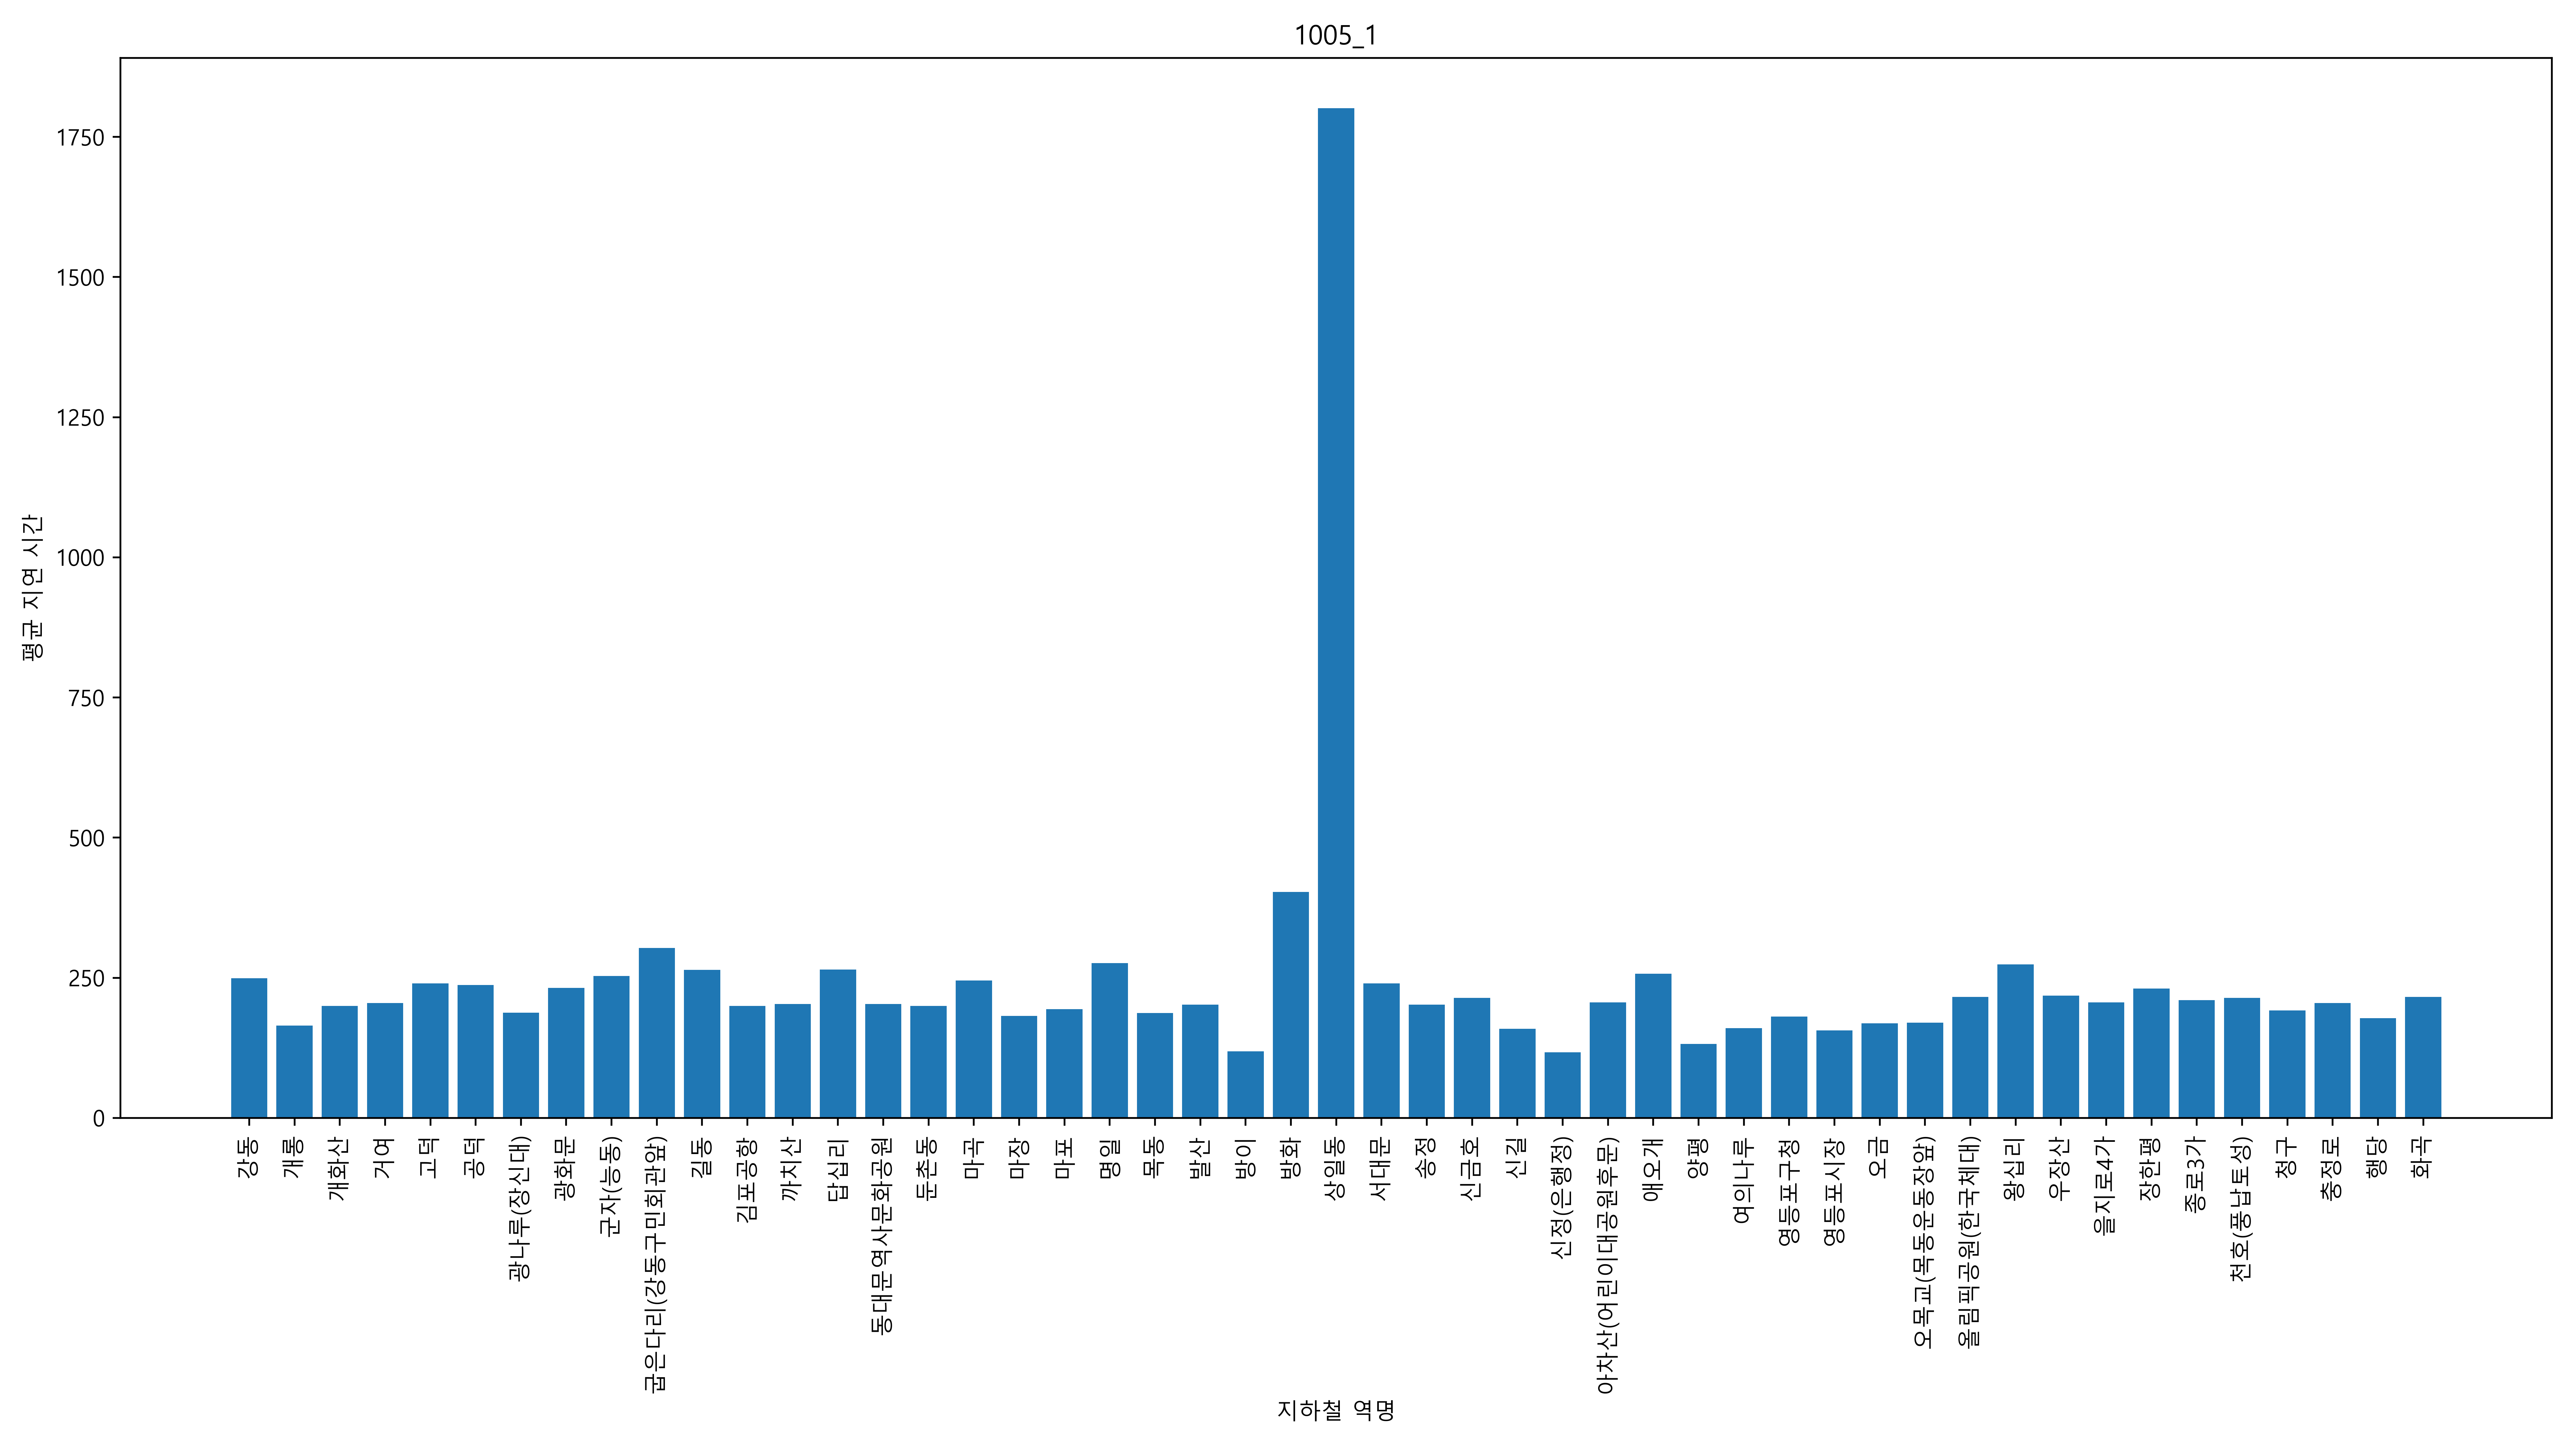 1005_1
평균 지연 시간
1750
1500
1250
1000
750
500
250
0
강동
개롱
개화산
거여
고덕
공덕
광나루(장신대)
광화문
군자(능동)
굽은다리(강동구민회관앞)
길동
김포공항
까치산
답십리
동대문역사문화공원
둔촌동
마곡
마장
마포
명일
목동
발산
방이
방화
상일동
서대문
송정
신금호
신길
신정(은행정)
아차산(어린이대공원후문)
애오개
양평
여의나루
영등포구청
영등포시장
오금
오목교(목동운동장앞)
올림픽공원(한국체대)
왕십리
우장산
을지로4가
장한평
종로3가
천호(풍납토성)
청구
충정로
행당
화곡
지하철 역명